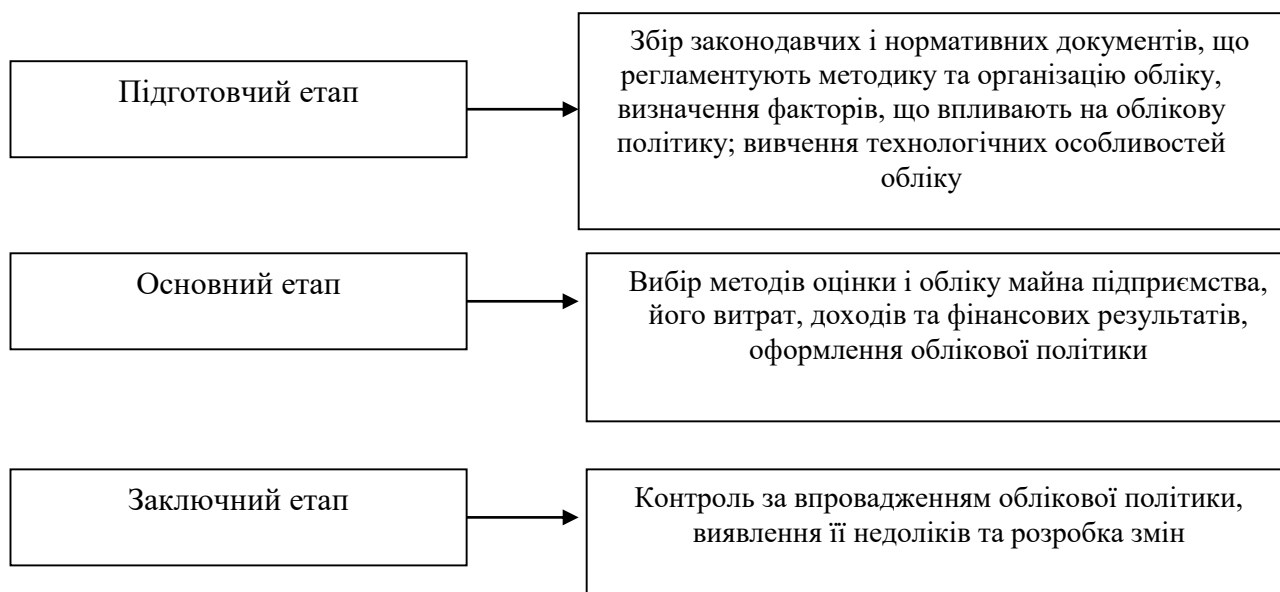 Підготовчий етап
Збір законодавчих і нормативних документів, що
регламентують методику та організацію обліку,
визначення факторів, що впливають на облікову
політику; вивчення технологічних особливостей
обліку
Основний етап
Вибір методів оцінки і обліку майна підприємства,
його витрат, доходів та фінансових результатів,
оформлення облікової політики
Заключний етап
Контроль за впровадженням облікової політики,
виявлення її недоліків та розробка змін